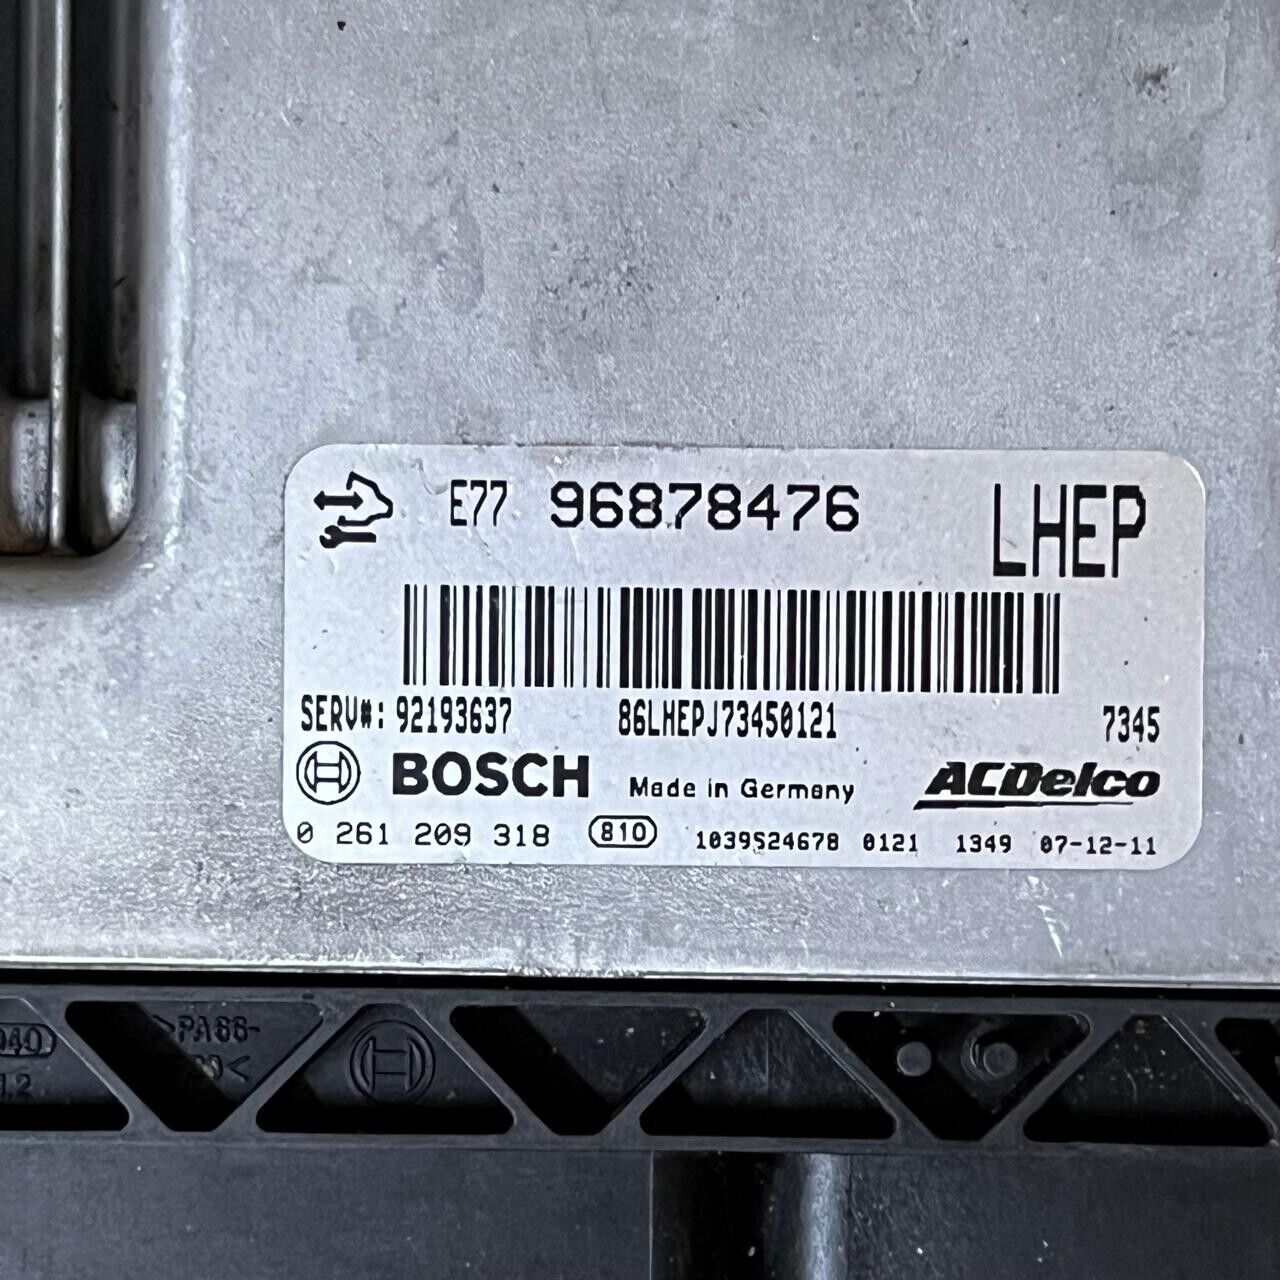 E77 96878476 LHEP
SERV#: 92193637 86LHEPJ73450121 7345
BOSCH Made in Germany ACDelco
0 261 209 318 810 1039S24678 0121 1349 07-12-11
>PA66-